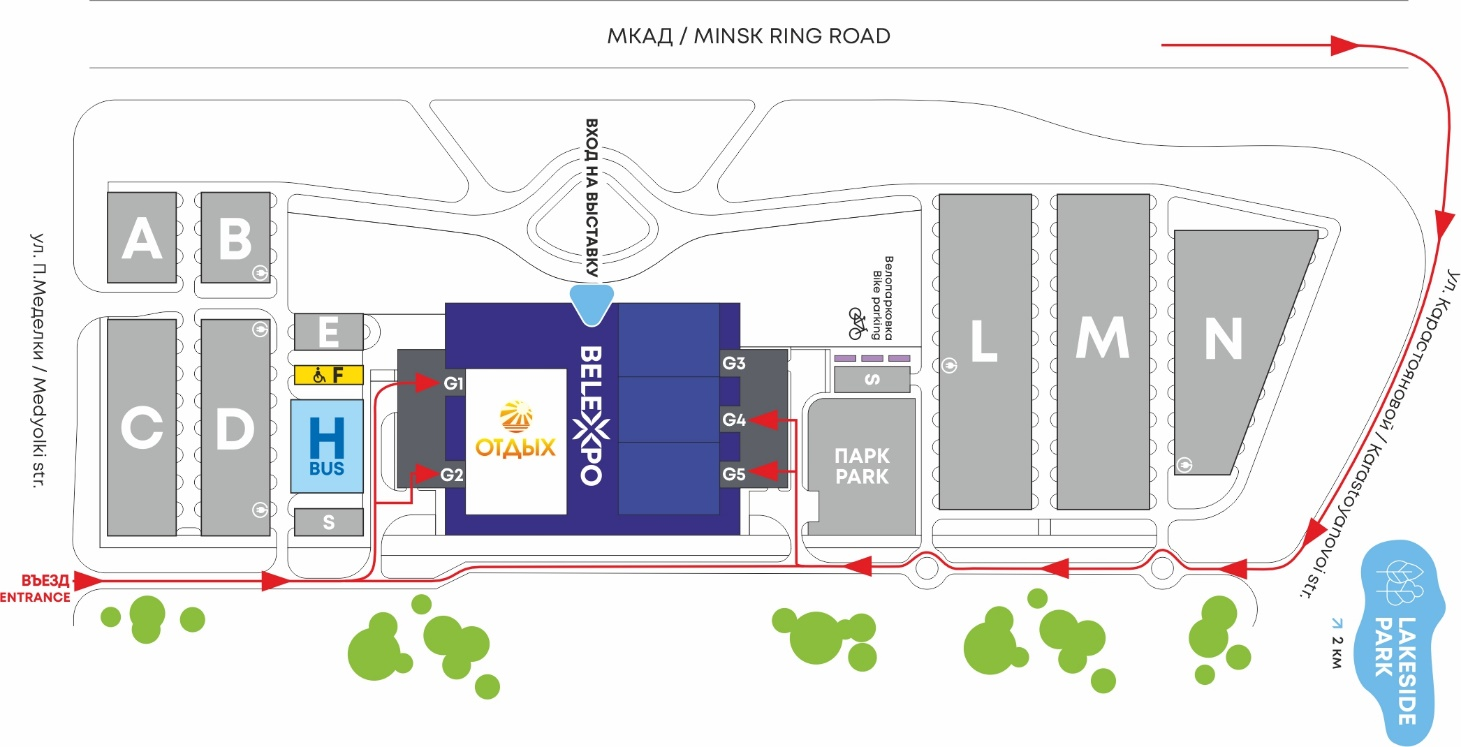 МКАД / MINSK RING ROAD
ВХОД НА ВЫСТАВКУ
ул. П.Меделки / Medyolki str.
A
B
C
D
E
F
H
BUS
S
G1
G2
ОТДЫХ
BELEXPO
G3
G4
G5
Велопарковка
Bike parking
S
ПАРК
PARK
L
M
N
ул. Карастояновой / Karastoyanovoi str.
ВЪЕЗД
ENTRANCE
↗ 2 КМ
LAKESIDE
PARK